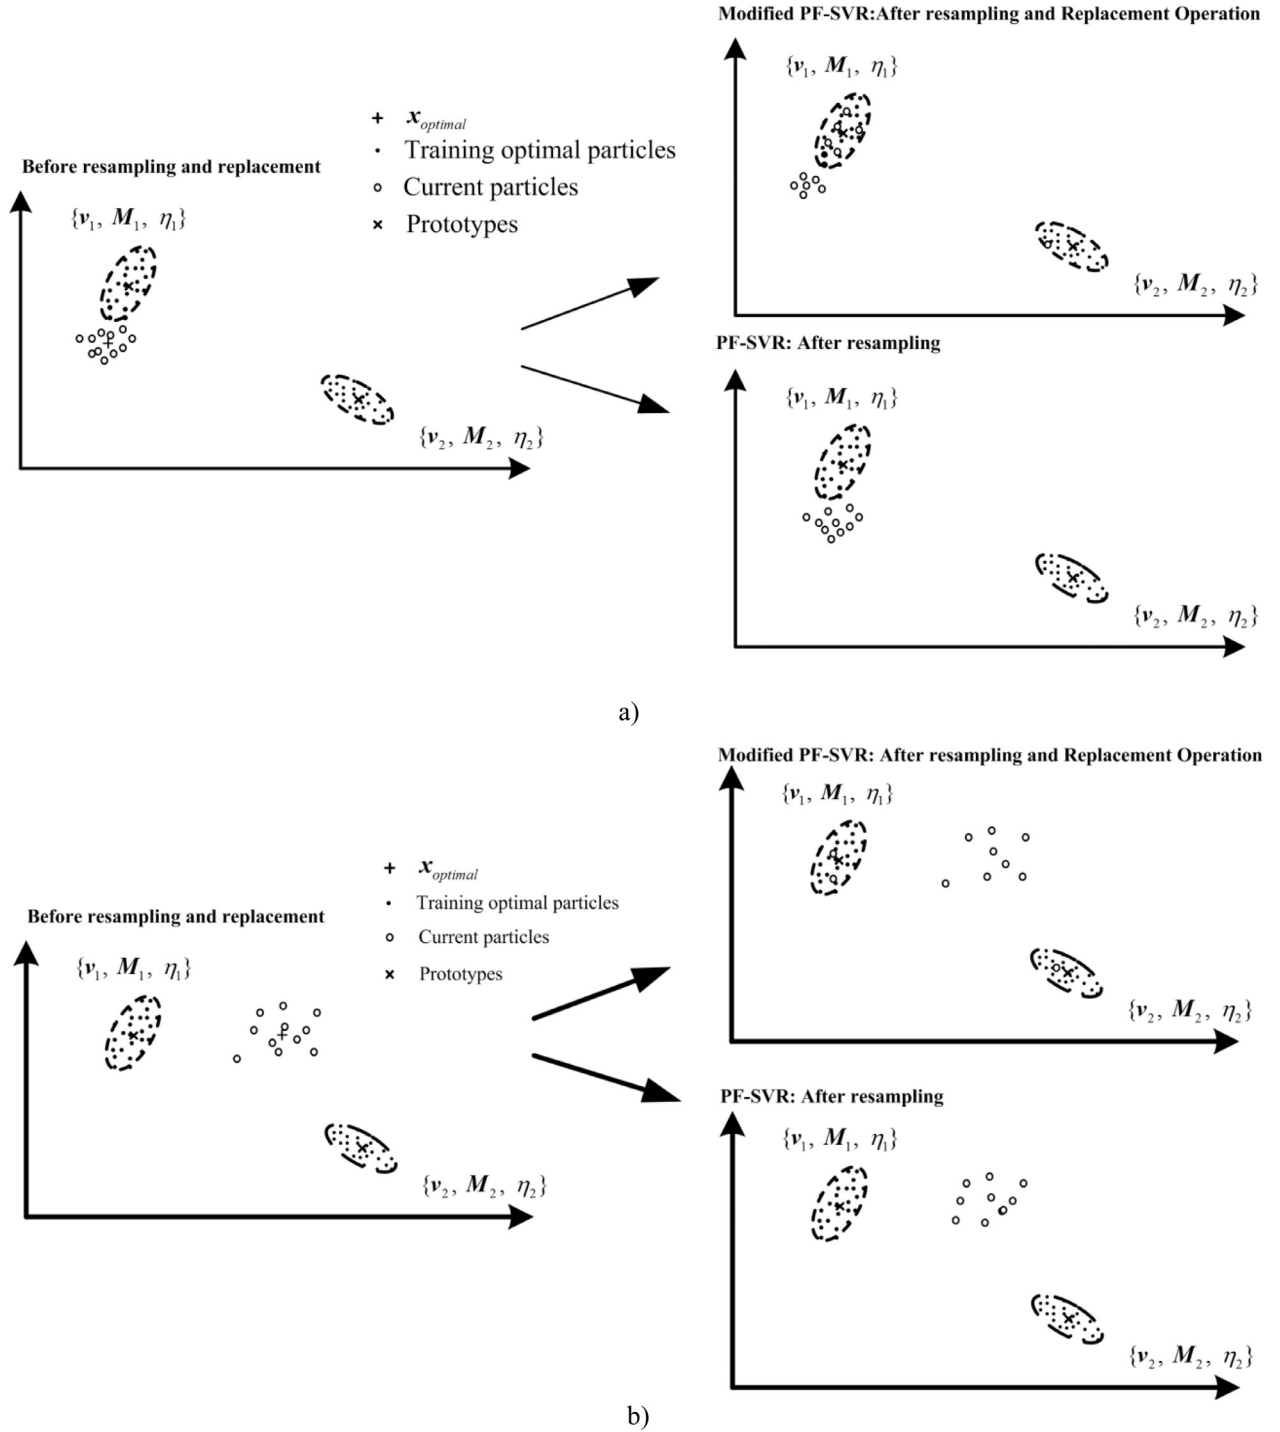 Modified PF-SVR:After resampling and Replacement Operation
{v₁, M₁, η₁}
{v₂, M₂, η₂}
+ x_optimal
· Training optimal particles
o Current particles
× Prototypes
Before resampling and replacement
{v₁, M₁, η₁}
{v₂, M₂, η₂}
PF-SVR: After resampling
{v₁, M₁, η₁}
{v₂, M₂, η₂}
a)
Modified PF-SVR: After resampling and Replacement Operation
{v₁, M₁, η₁}
{v₂, M₂, η₂}
+ x_optimal
· Training optimal particles
o Current particles
× Prototypes
Before resampling and replacement
{v₁, M₁, η₁}
{v₂, M₂, η₂}
PF-SVR: After resampling
{v₁, M₁, η₁}
{v₂, M₂, η₂}
b)